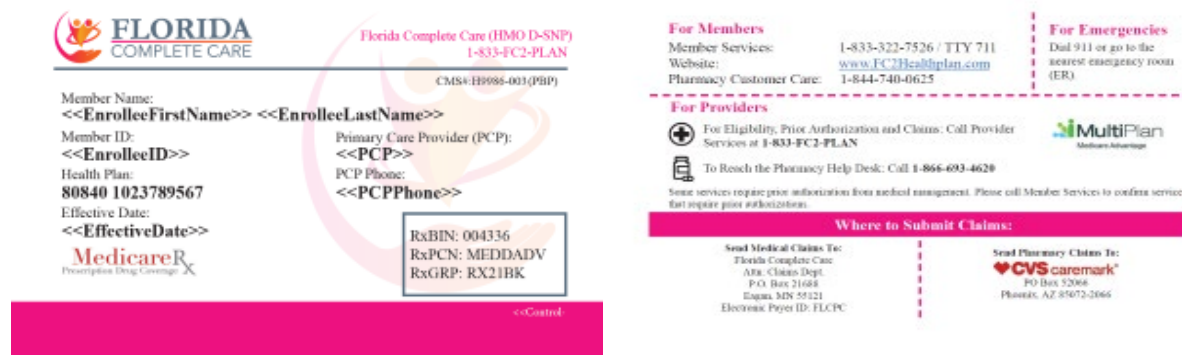 FLORIDA
COMPLETE CARE
Florida Complete Care (HMO D-SNP)
1-833-FC2-PLAN
CMS#:H9986-003(PBP)
Member Name:
<<EnrolleeFirstName>> <<EnrolleeLastName>>
Member ID:
<<EnrolleeID>>
Health Plan:
80840 1023789567
Effective Date:
<<EffectiveDate>>
Primary Care Provider (PCP):
<<PCP>>
PCP Phone:
<<PCPPhone>>
MedicareRx
Prescription Drug Coverage
RxBIN: 004336
RxPCN: MEDDADV
RxGRP: RX21BK
<<Control-
For Members
Member Services: 1-833-322-7526 / TTY 711
Website: www.FC2Healthplan.com
Pharmacy Customer Care: 1-844-740-0625
For Emergencies
Dial 911 or go to the
nearest emergency room
(ER)
For Providers
For Eligibility, Prior Authorization and Claims: Call Provider
Services at 1-833-FC2-PLAN
To Reach the Pharmacy Help Desk: Call 1-866-693-4620
MultiPlan
Medicare Advantage
Some services require prior authorization from medical management. Please call Member Services to confirm service
that require prior authorizations.
Where to Submit Claims:
Send Medical Claims To:
Florida Complete Care
Attn: Claims Dept.
P.O. Box 21688
Eagan, MN 55121
Electronic Payer ID: FLCPC
Send Pharmacy Claims To:
CVS caremark®
PO Box 52066
Phoenix, AZ 85072-2066